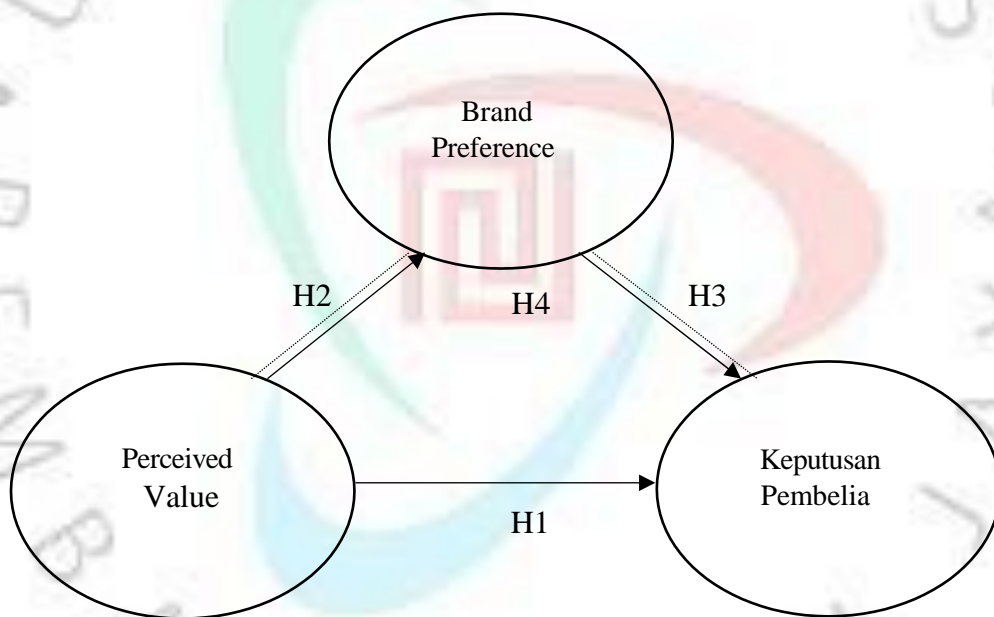 Brand
Preference
H2
H4
H3
Perceived
Value
Keputusan
Pembelia
H1